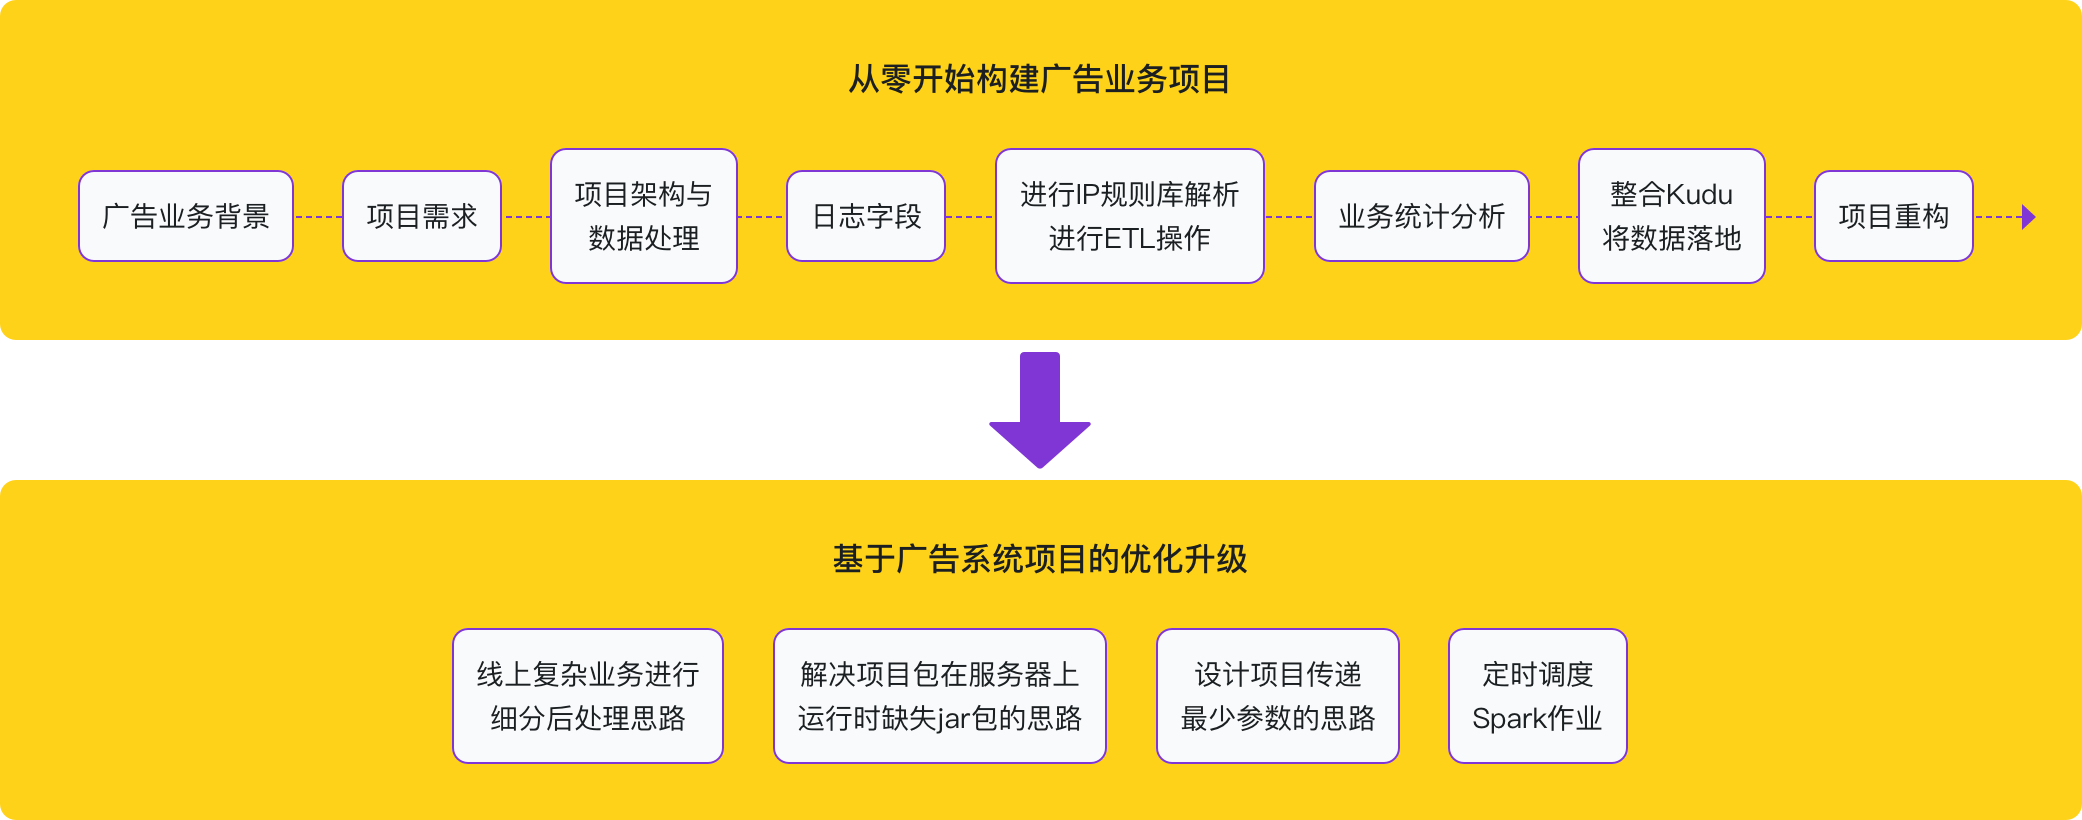 从零开始构建广告业务项目
广告业务背景
项目需求
项目架构与
数据处理
日志字段
进行IP规则库解析
进行ETL操作
业务统计分析
整合Kudu
将数据落地
项目重构
基于广告系统项目的优化升级
线上复杂业务进行
细分后处理思路
解决项目包在服务器上
运行时缺失jar包的思路
设计项目传递
最少参数的思路
定时调度
Spark作业